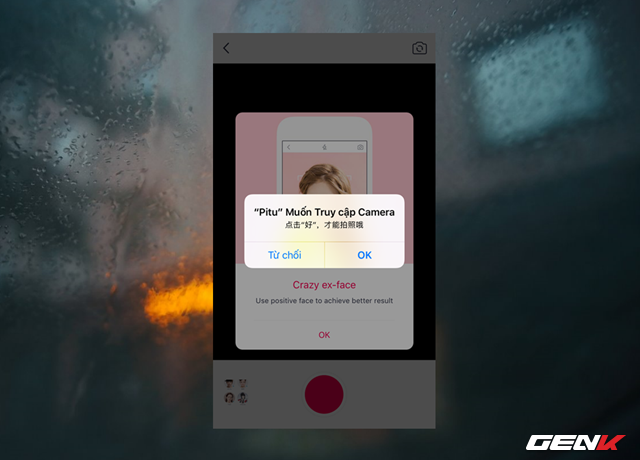 “Pitu” Muốn Truy cập Camera
点击“好”，才能拍照哦
Từ chối
OK
Crazy ex-face
Use positive face to achieve better result
OK
GENK